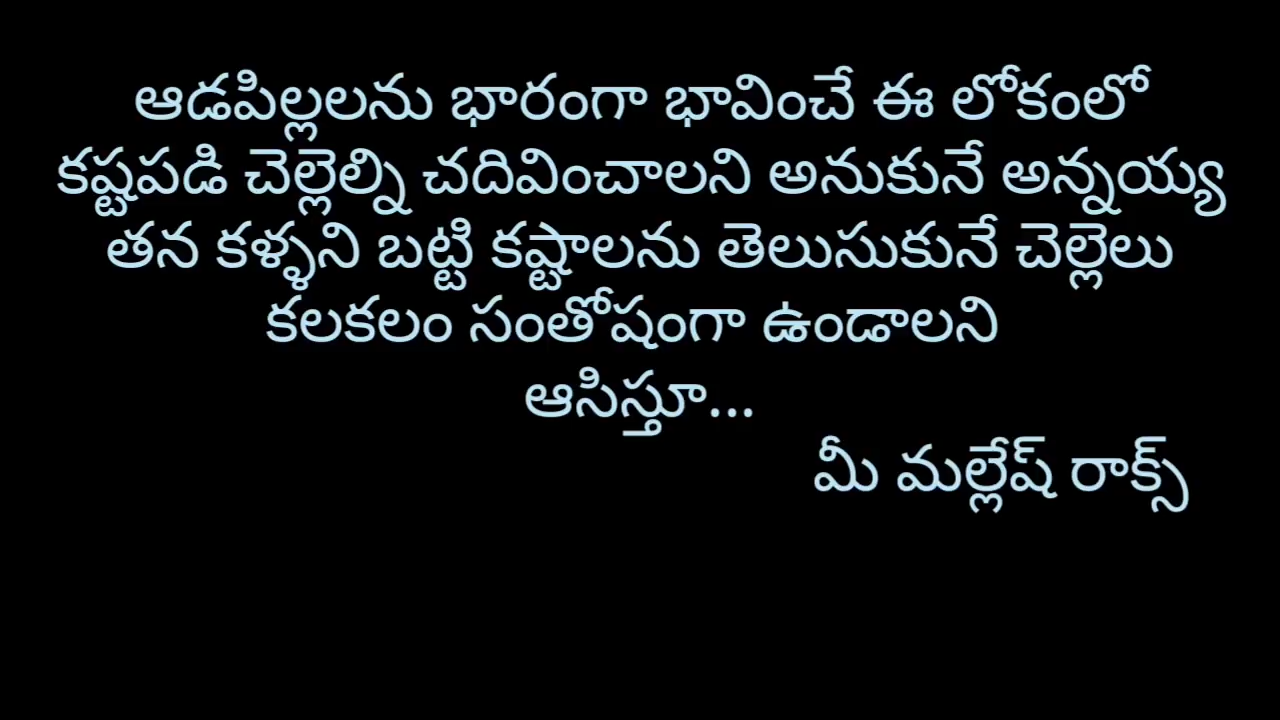 ఆడపిల్లలను భారంగా భావించే ఈ లోకంలో
కష్టపడి చెల్లెల్ని చదివించాలని అనుకునే అన్నయ్య
తన కళ్ళని బట్టి కష్టాలను తెలుసుకునే చెల్లెలు
కలకలం సంతోషంగా ఉండాలని
ఆసిస్తూ...
మీ మల్లేష్ రాక్స్